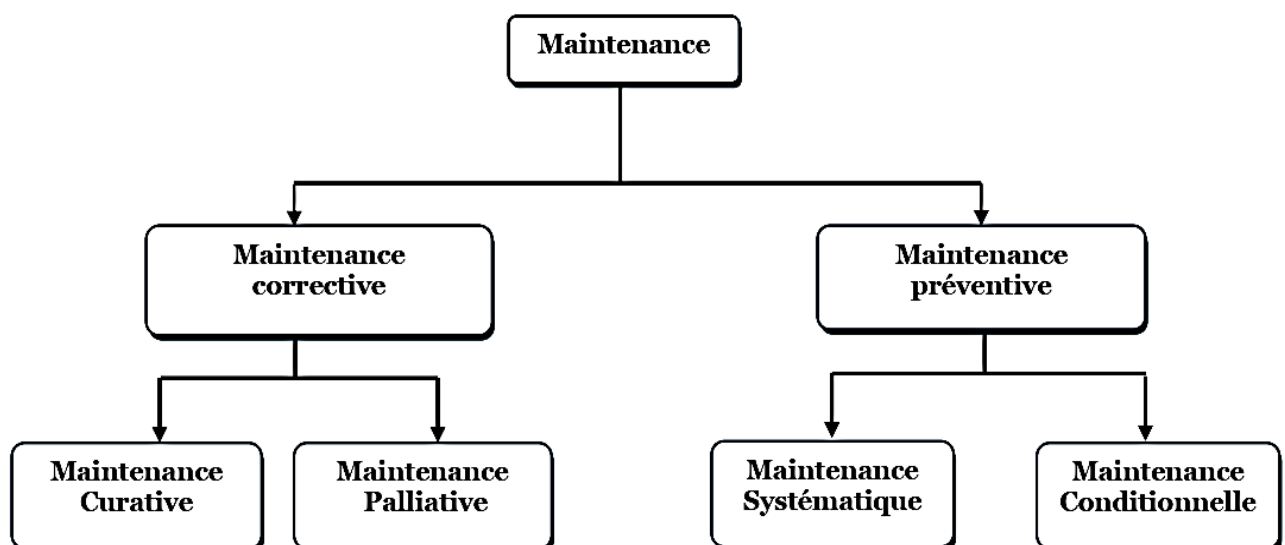 Maintenance
Maintenance
corrective
Maintenance
préventive
Maintenance
Curative
Maintenance
Palliative
Maintenance
Systématique
Maintenance
Conditionnelle